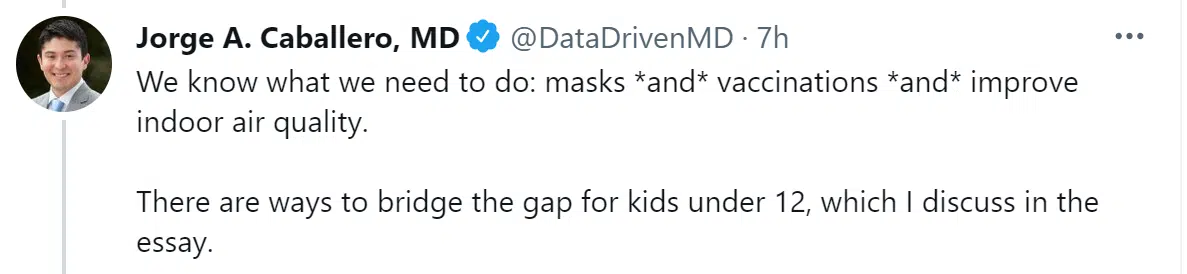 Jorge A. Caballero, MD @DataDrivenMD · 7h
We know what we need to do: masks *and* vaccinations *and* improve
indoor air quality.
There are ways to bridge the gap for kids under 12, which I discuss in the
essay.